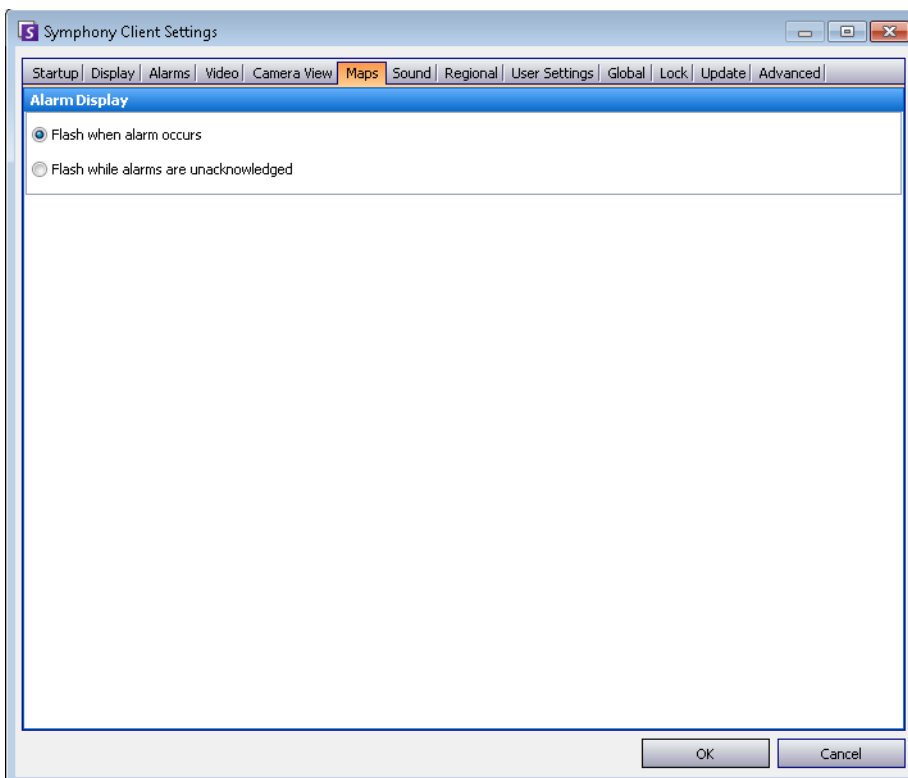 Symphony Client Settings
Startup Display Alarms Video Camera View Maps Sound Regional User Settings Global Lock Update Advanced
Alarm Display
Flash when alarm occurs
Flash while alarms are unacknowledged
OK Cancel